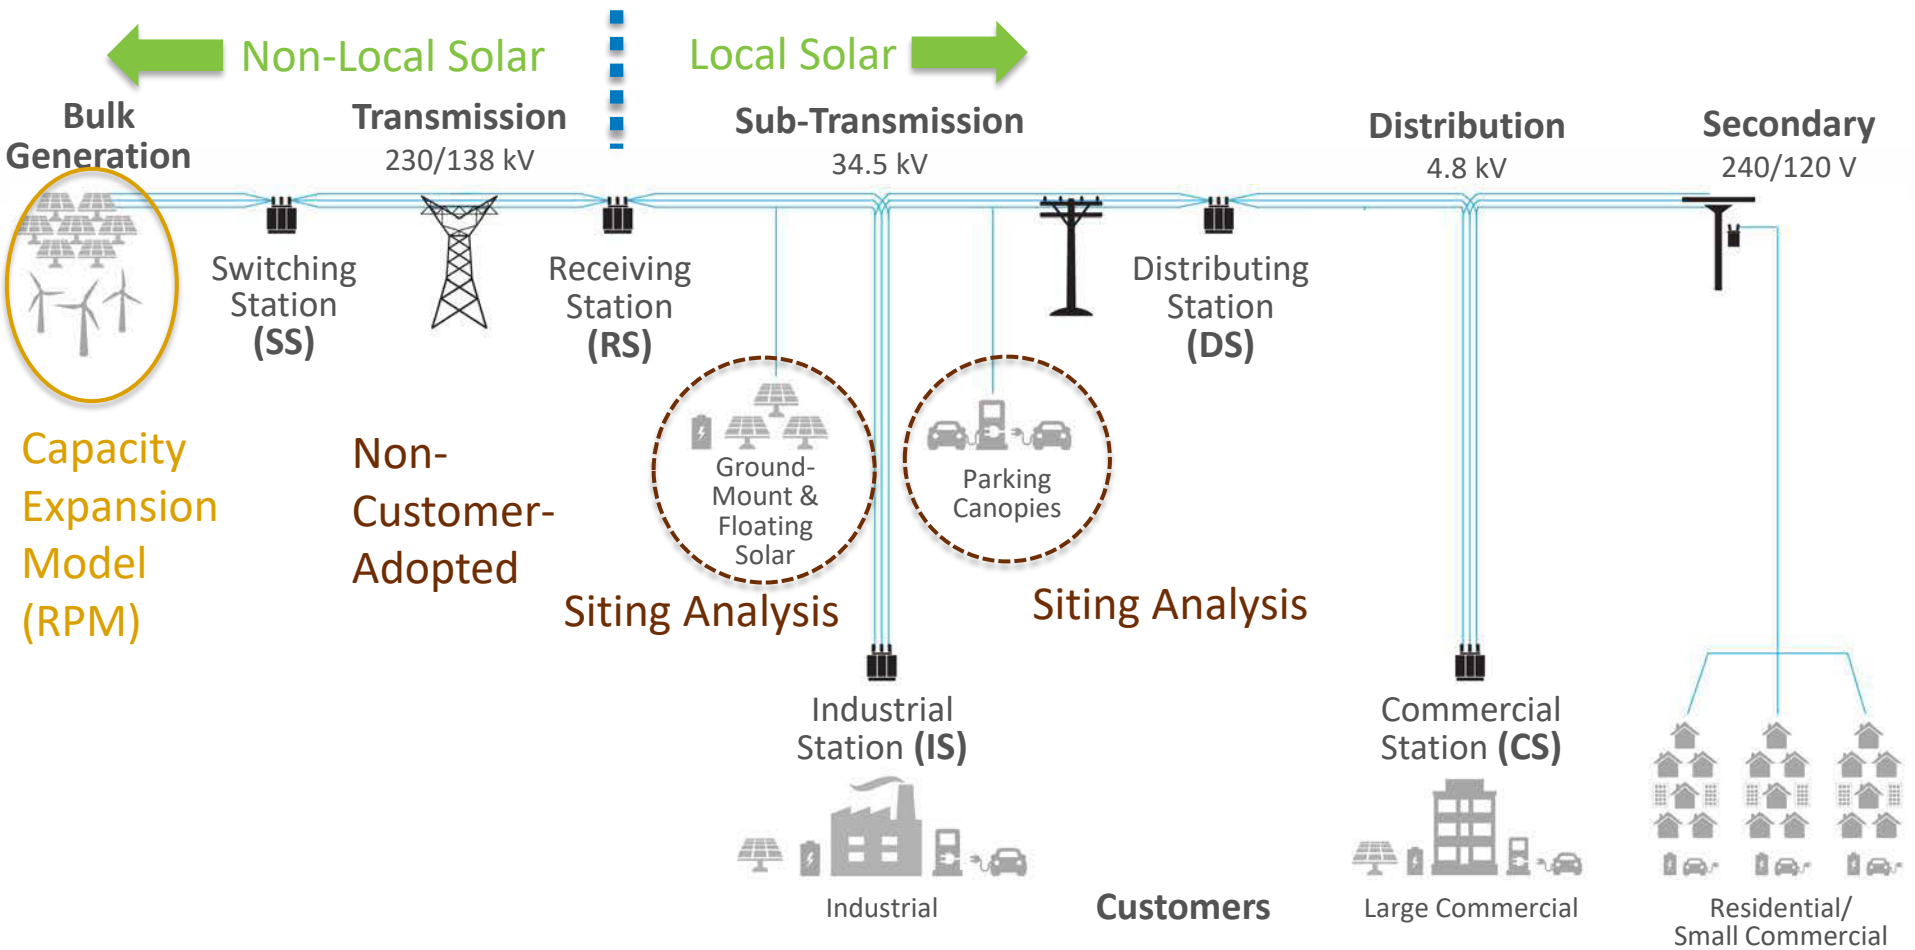 Non-Local Solar
Local Solar
Bulk
Generation
Transmission
230/138 kV
Sub-Transmission
34.5 kV
Distribution
4.8 kV
Secondary
240/120 V
Switching
Station
(SS)
Receiving
Station
(RS)
Distributing
Station
(DS)
Capacity
Expansion
Model
(RPM)
Non-
Customer-
Adopted
Ground-
Mount &
Floating
Solar
Parking
Canopies
Siting Analysis
Siting Analysis
Industrial
Station (IS)
Commercial
Station (CS)
Industrial
Customers
Large Commercial
Residential/
Small Commercial